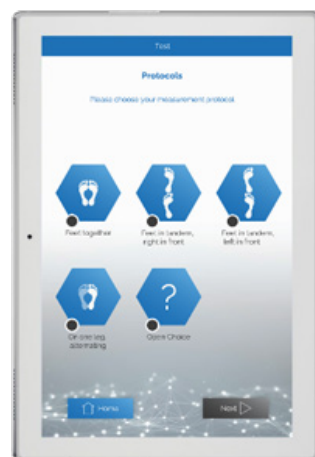 Test
Protocols
Please choose your measurement protocol
Feet together
Feet in tandem,
right in front
Feet in tandem,
left in front
On one leg
alternating
?
Open Choice
Home
Next